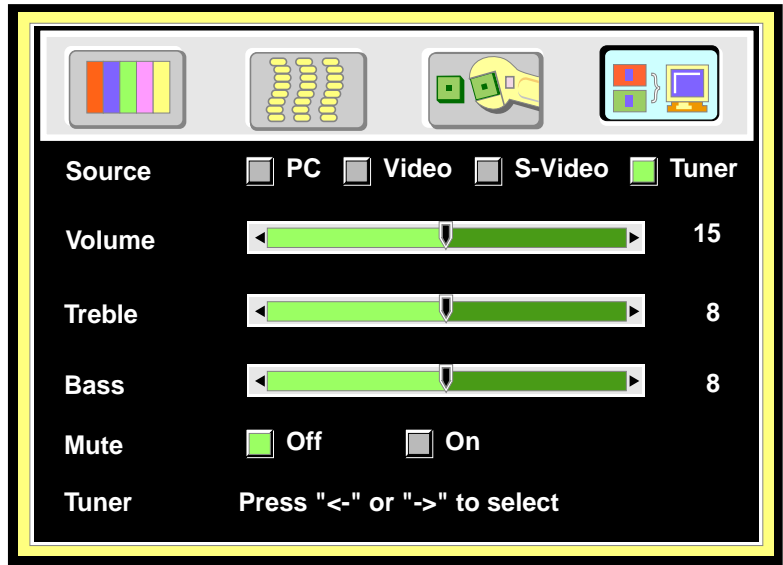 Source PC Video S-Video Tuner
Volume 15
Treble 8
Bass 8
Mute Off On
Tuner Press "<-" or "->" to select